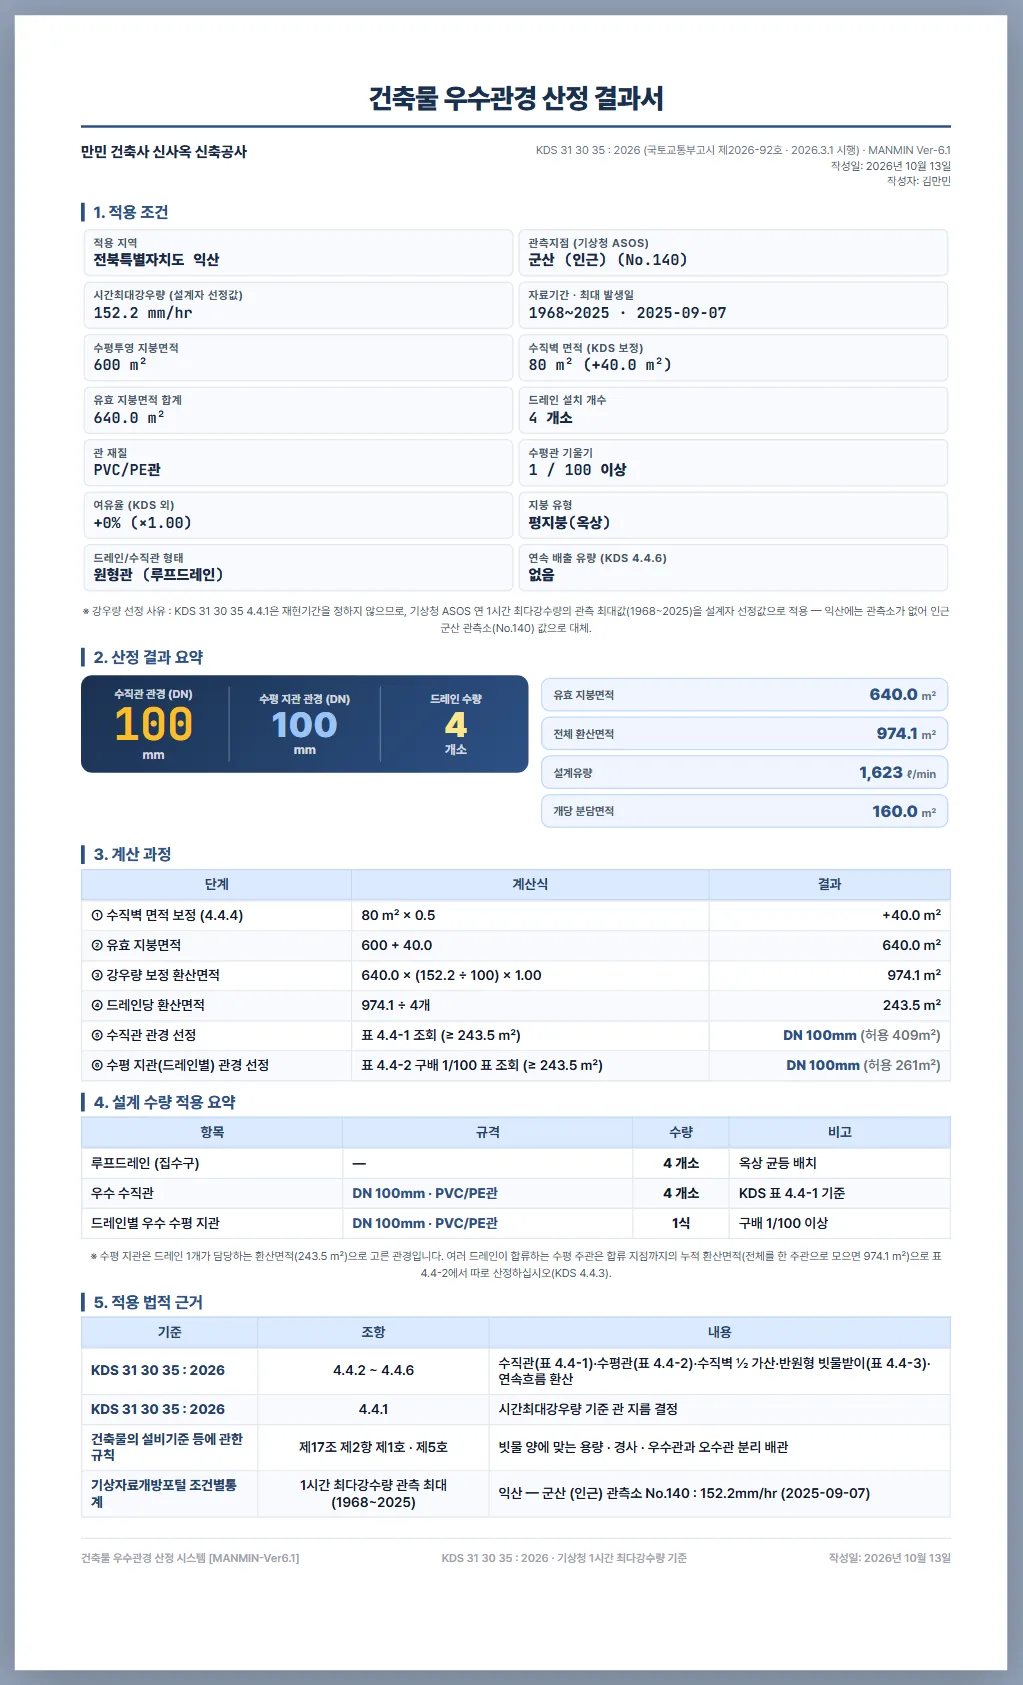 건축물 우수관경 산정 결과서
만민 건축사 신사옥 신축공사
KDS 31 30 35 : 2026 (국토교통부고시 제2026-92호 · 2026.3.1 시행) · MANMIN Ver-6.1
작성일: 2026년 10월 13일
작성자: 김만민
1. 적용 조건
적용 지역
전북특별자치도 익산
관측지점 (기상청 ASOS)
군산 (인근) (No.140)
시간최대강우량 (설계자 선정값)
152.2 mm/hr
자료기간 · 최대 발생일
1968~2025 · 2025-09-07
수평투영 지붕면적
600 m²
수직벽 면적 (KDS 보정)
80 m² (+40.0 m²)
유효 지붕면적 합계
640.0 m²
드레인 설치 개수
4 개소
관 재질
PVC/PE관
수평관 기울기
1 / 100 이상
여유율 (KDS 외)
+0% (×1.00)
지붕 유형
평지붕(옥상)
드레인/수직관 형태
원형관 (루프드레인)
연속 배출 유량 (KDS 4.4.6)
없음
※ 강우량 선정 사유 : KDS 31 30 35 4.4.1은 재현기간을 정하지 않으므로, 기상청 ASOS 연 1시간 최다강수량의 관측 최대값(1968~2025)을 설계자 선정값으로 적용 — 익산에는 관측소가 없어 인근
군산 관측소(No.140) 값으로 대체.
2. 산정 결과 요약
수직관 관경 (DN)
100
mm
수평 지관 관경 (DN)
100
mm
드레인 수량
4
개소
유효 지붕면적 640.0 m²
전체 환산면적 974.1 m²
설계유량 1,623 ℓ/min
개당 분담면적 160.0 m²
3. 계산 과정
단계 계산식 결과
① 수직벽 면적 보정 (4.4.4) 80 m² × 0.5 +40.0 m²
② 유효 지붕면적 600 + 40.0 640.0 m²
③ 강우량 보정 환산면적 640.0 × (152.2 ÷ 100) × 1.00 974.1 m²
④ 드레인당 환산면적 974.1 ÷ 4개 243.5 m²
⑤ 수직관 관경 선정 표 4.4-1 조회 (≥ 243.5 m²) DN 100mm (허용 409m²)
⑥ 수평 지관(드레인별) 관경 선정 표 4.4-2 구배 1/100 표 조회 (≥ 243.5 m²) DN 100mm (허용 261m²)
4. 설계 수량 적용 요약
항목 규격 수량 비고
루프드레인 (집수구) — 4 개소 옥상 균등 배치
우수 수직관 DN 100mm · PVC/PE관 4 개소 KDS 표 4.4-1 기준
드레인별 우수 수평 지관 DN 100mm · PVC/PE관 1식 구배 1/100 이상
※ 수평 지관은 드레인 1개가 담당하는 환산면적(243.5 m²)으로 고른 관경입니다. 여러 드레인이 합류하는 수평 주관은 합류 지점까지의 누적 환산면적(전체를 한 주관으로 모으면 974.1 m²)으로 표
4.4-2에서 따로 산정하십시오(KDS 4.4.3).
5. 적용 법적 근거
기준 조항 내용
KDS 31 30 35 : 2026 4.4.2 ~ 4.4.6 수직관(표 4.4-1)·수평관(표 4.4-2)·수직벽 ½ 가산·반원형 빗물받이(표 4.4-3)·
연속흐름 환산
KDS 31 30 35 : 2026 4.4.1 시간최대강우량 기준 관 지름 결정
건축물의 설비기준 등에 관한
규칙
제17조 제2항 제1호 · 제5호
빗물 양에 맞는 용량 · 경사 · 우수관과 오수관 분리 배관
기상자료개방포털 조건별통
계
1시간 최다강수량 관측 최대
(1968~2025)
익산 — 군산 (인근) 관측소 No.140 : 152.2mm/hr (2025-09-07)
건축물 우수관경 산정 시스템 [MANMIN-Ver6.1] KDS 31 30 35 : 2026 · 기상청 1시간 최다강수량 기준 작성일: 2026년 10월 13일